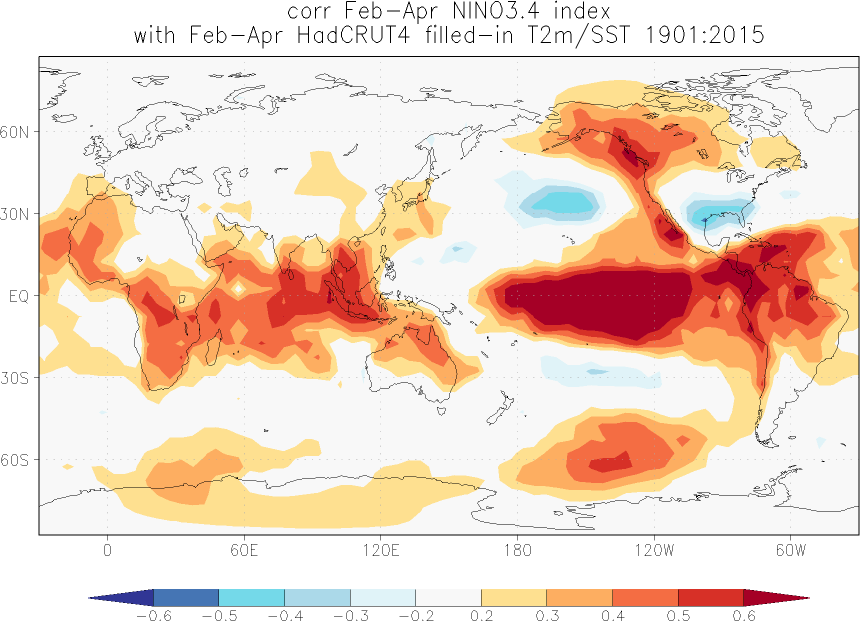 corr Feb-Apr NINO3.4 index
with Feb-Apr HadCRUT4 filled-in T2m/SST 1901:2015
60N
30N
EQ
30S
60S
0 60E 120E 180 120W 60W
-0.6 -0.5 -0.4 -0.3 -0.2 0.2 0.3 0.4 0.5 0.6